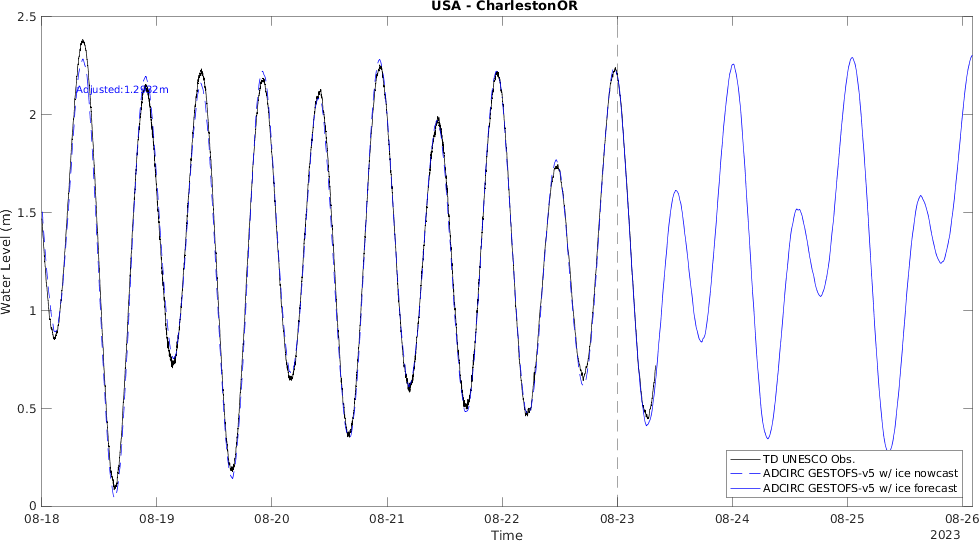 USA - CharlestonOR
2.5
2
1.5
1
0.5
0
Water Level (m)
Adjusted:1.2932m
08-18
08-19
08-20
08-21
08-22
08-23
08-24
08-25
08-26
Time
2023
TD UNESCO Obs.
ADCIRC GESTOFS-v5 w/ ice nowcast
ADCIRC GESTOFS-v5 w/ ice forecast